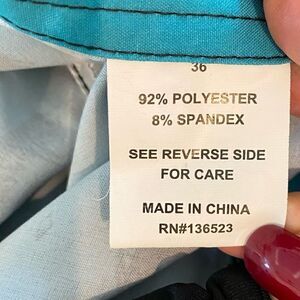 36
92% POLYESTER
8% SPANDEX
SEE REVERSE SIDE
FOR CARE
MADE IN CHINA
RN#136523